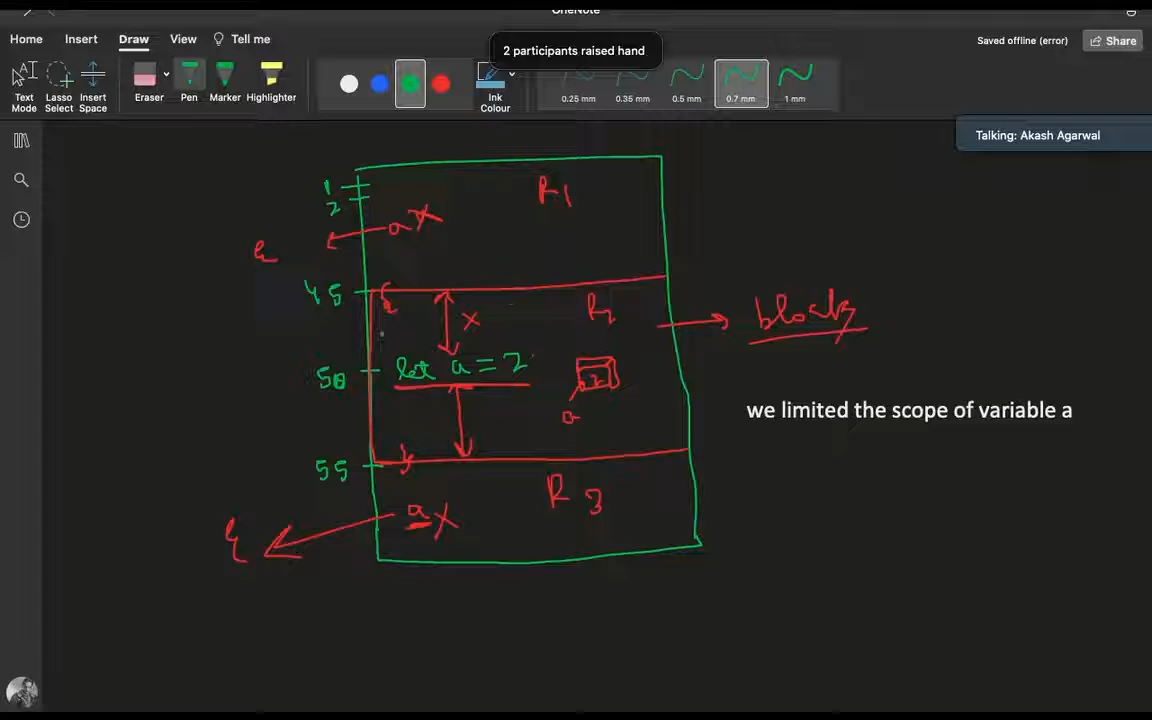 OneNote
2 participants raised hand
Home Insert Draw View Tell me
Saved offline (error) Share
Text Mode
Lasso Select
Insert Space
Eraser
Pen
Marker
Highlighter
Ink Colour
0.25 mm
0.35 mm
0.5 mm
0.7 mm
1 mm
Talking: Akash Agarwal
1
2
R1
a X
45
X
R2
blocks
50
let a = 2
2
a
we limited the scope of variable a
55
R 3
a X